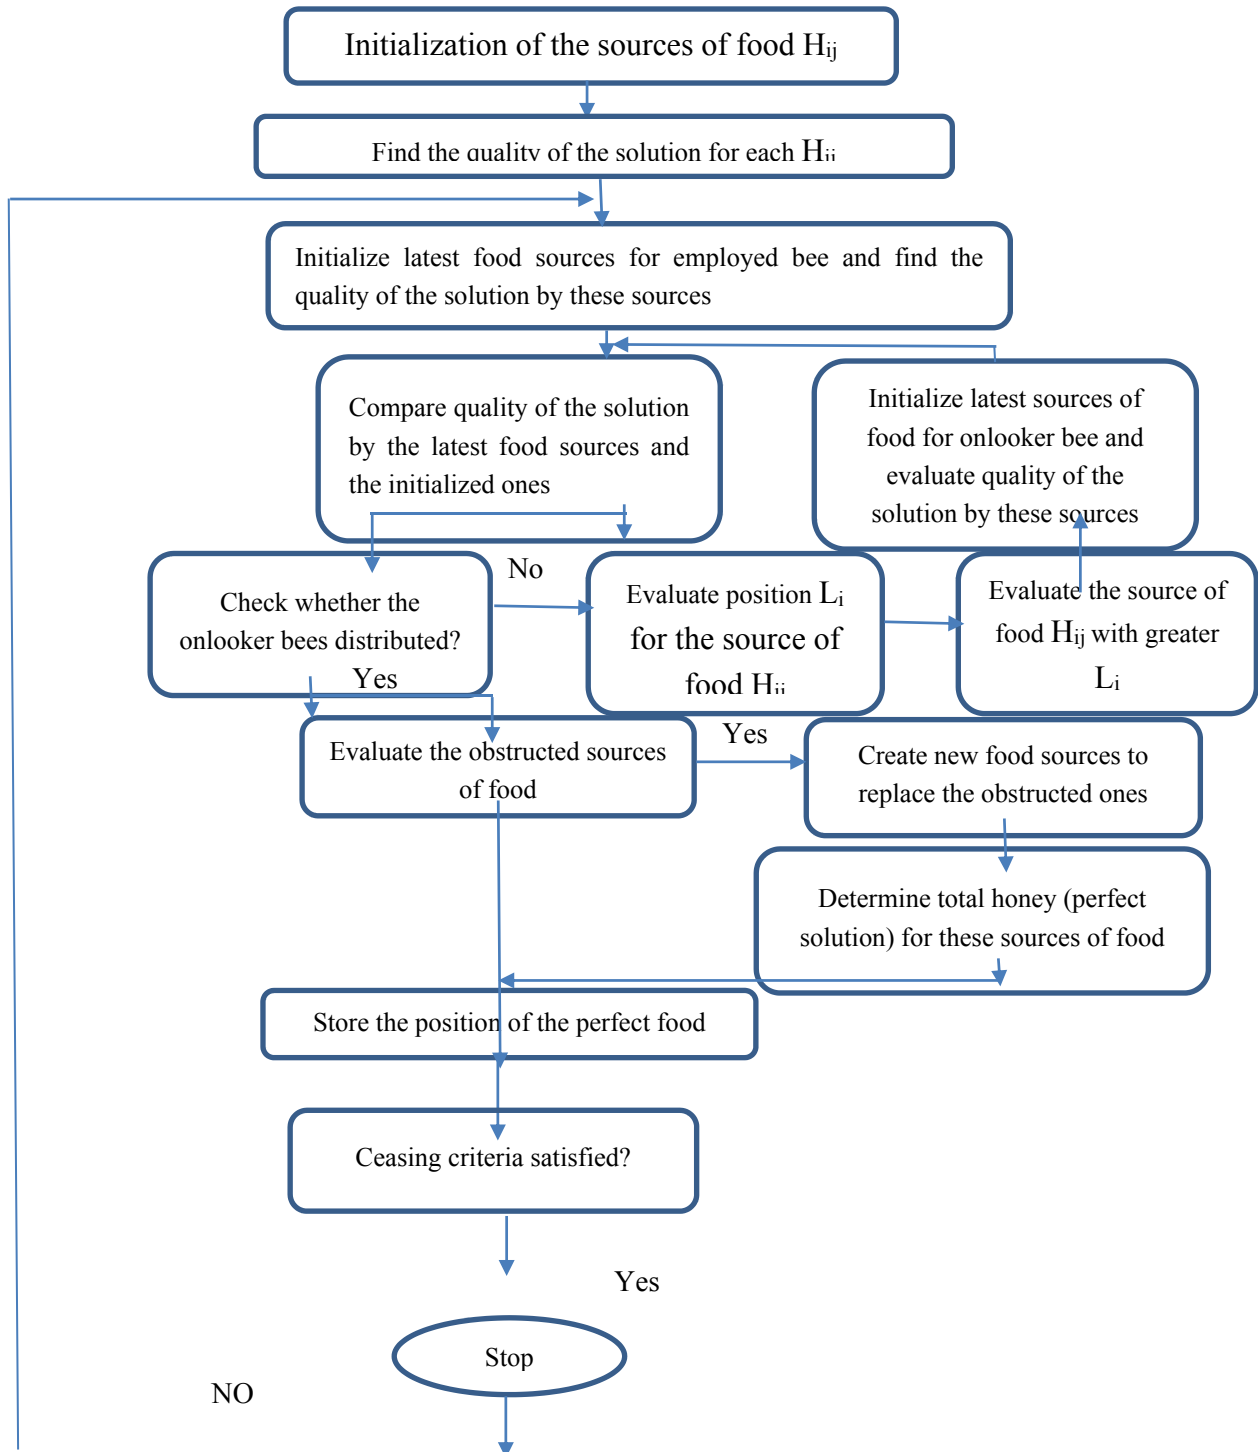 Initialization of the sources of food Hij
Find the quality of the solution for each Hij
Initialize latest food sources for employed bee and find the
quality of the solution by these sources
Compare quality of the solution
by the latest food sources and
the initialized ones
Initialize latest sources of
food for onlooker bee and
evaluate quality of the
solution by these sources
Check whether the
onlooker bees distributed?
No
Evaluate position Li
for the source of
food Hij
Evaluate the source of
food Hij with greater
Li
Yes
Evaluate the obstructed sources
of food
Yes
Create new food sources to
replace the obstructed ones
Determine total honey (perfect
solution) for these sources of food
Store the position of the perfect food
Ceasing criteria satisfied?
Yes
Stop
NO